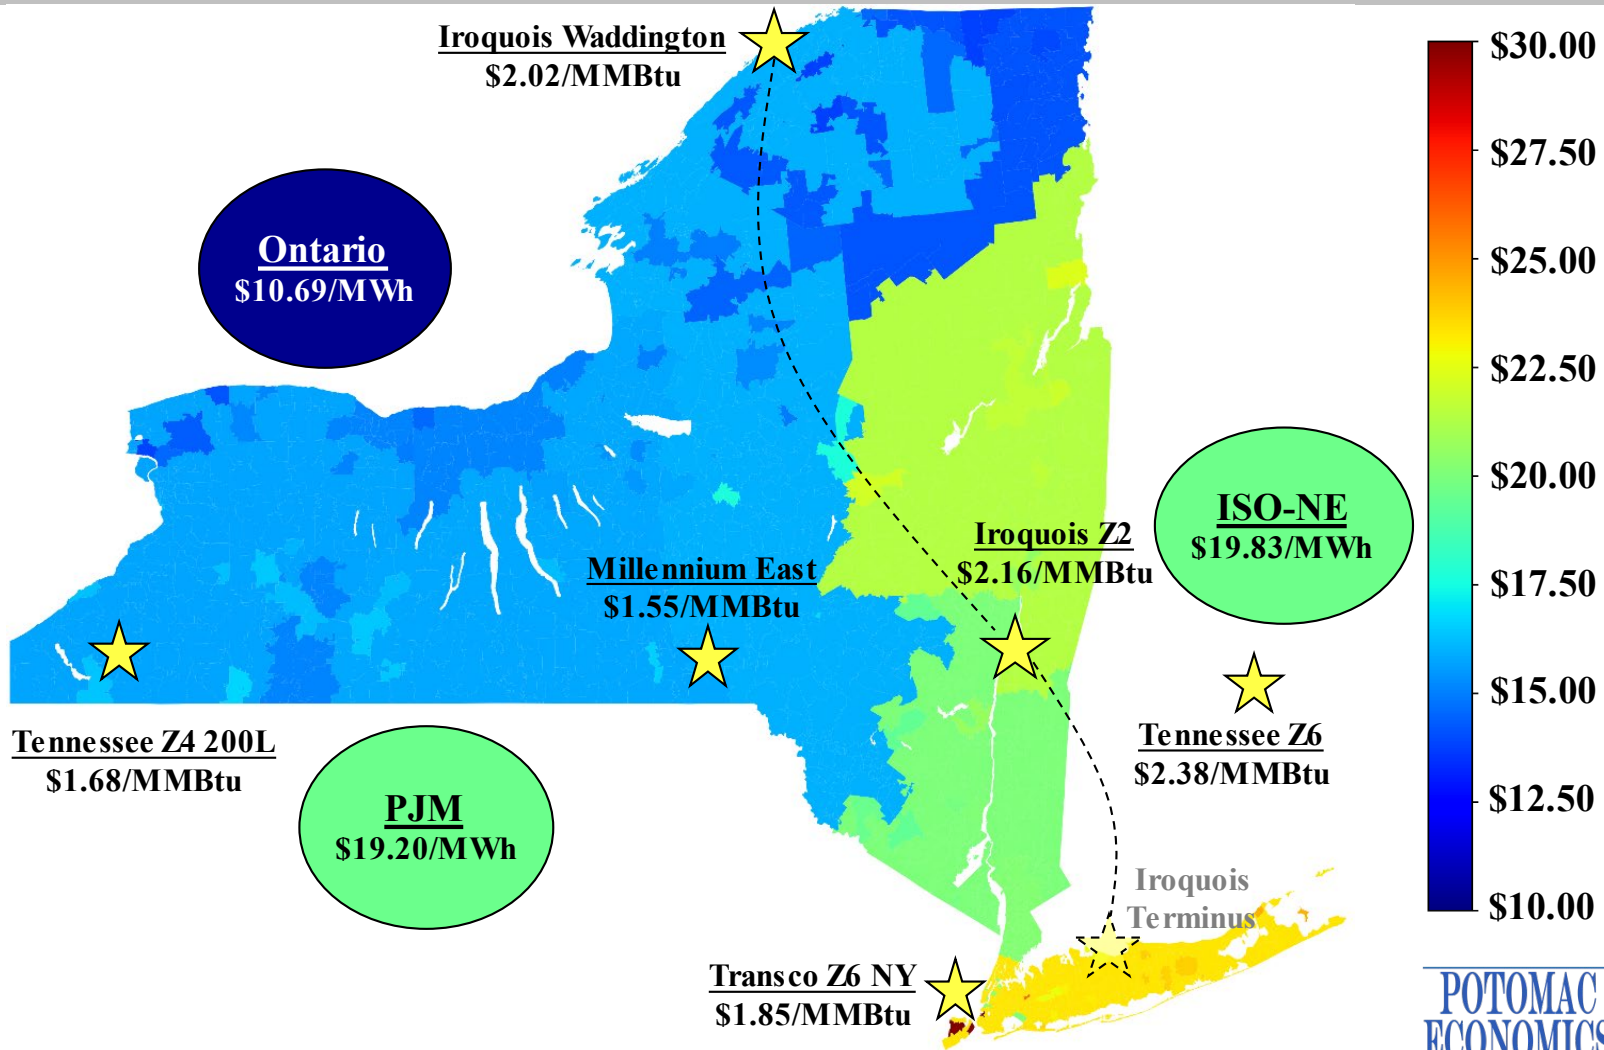 Iroquois Waddington
$2.02/MMBtu
Ontario
$10.69/MWh
Iroquois Z2
$2.16/MMBtu
ISO-NE
$19.83/MWh
Millennium East
$1.55/MMBtu
Tennessee Z4 200L
$1.68/MMBtu
Tennessee Z6
$2.38/MMBtu
PJM
$19.20/MWh
Iroquois
Terminus
Transco Z6 NY
$1.85/MMBtu
$30.00
$27.50
$25.00
$22.50
$20.00
$17.50
$15.00
$12.50
$10.00
POTOMAC
ECONOMICS